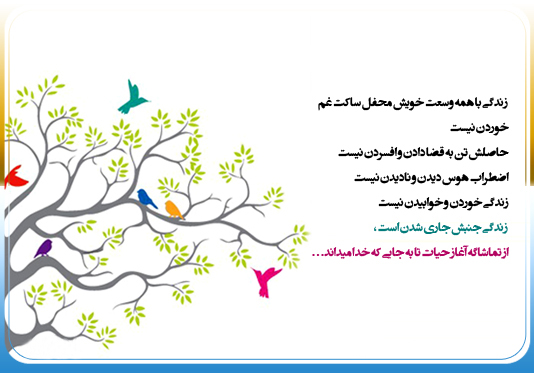 زندگی با همه وسعت خویش محفل ساکت غم
خوردن نیست
حاصلش تن به قضا دادن و افسردن نیست
اضطراب هوس دیدن و نادیدن نیست
زندگی خوردن و خوابیدن نیست
زندگی جنبش جاری شدن است ،
از تماشاگه آغاز حیات تا به جایی که خدا میداند...